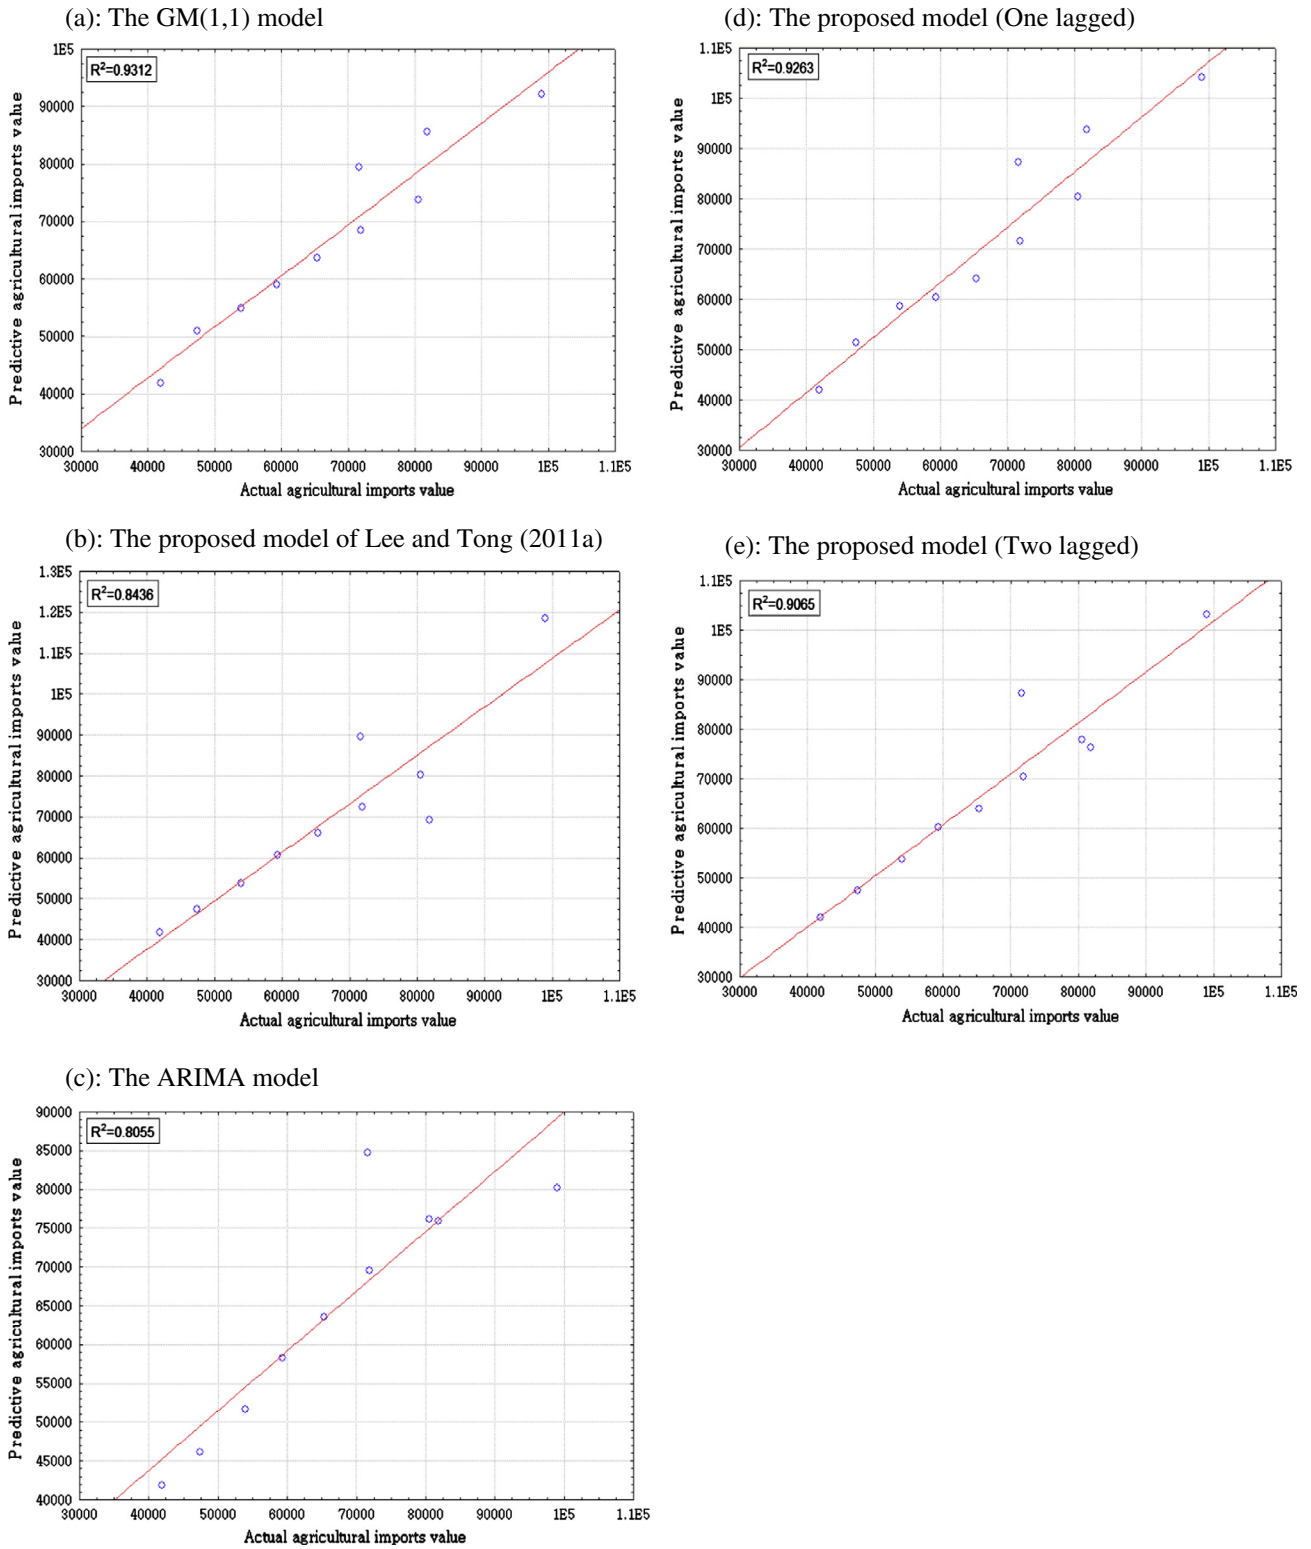 (a): The GM(1,1) model
R²=0.9312
1E5
90000
80000
70000
60000
50000
40000
30000
Predictive agricultural imports value
30000 40000 50000 60000 70000 80000 90000 1E5 1.1E5
Actual agricultural imports value
(b): The proposed model of Lee and Tong (2011a)
R²=0.8436
1.3E5
1.2E5
1.1E5
1E5
90000
80000
70000
60000
50000
40000
30000
Predictive agricultural imports value
30000 40000 50000 60000 70000 80000 90000 1E5 1.1E5
Actual agricultural imports value
(c): The ARIMA model
R²=0.8055
90000
85000
80000
75000
70000
65000
60000
55000
50000
45000
40000
Predictive agricultural imports value
30000 40000 50000 60000 70000 80000 90000 1E5 1.1E5
Actual agricultural imports value
(d): The proposed model (One lagged)
R²=0.9263
1.1E5
1E5
90000
80000
70000
60000
50000
40000
30000
Predictive agricultural imports value
30000 40000 50000 60000 70000 80000 90000 1E5 1.1E5
Actual agricultural imports value
(e): The proposed model (Two lagged)
R²=0.9065
1.1E5
1E5
90000
80000
70000
60000
50000
40000
30000
Predictive agricultural imports value
30000 40000 50000 60000 70000 80000 90000 1E5 1.1E5
Actual agricultural imports value